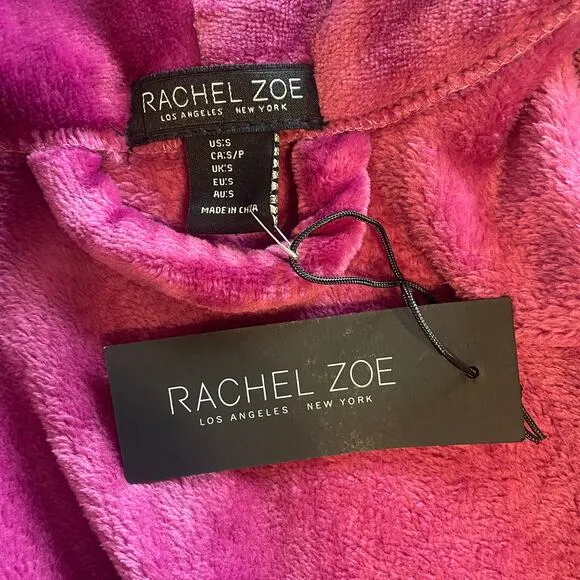 RACHEL ZOE
LOS ANGELES NEW YORK
US:S
CA:S/P
UK:S
EU:S
AU:S
MADE IN CHINA
RACHEL ZOE
LOS ANGELES NEW YORK